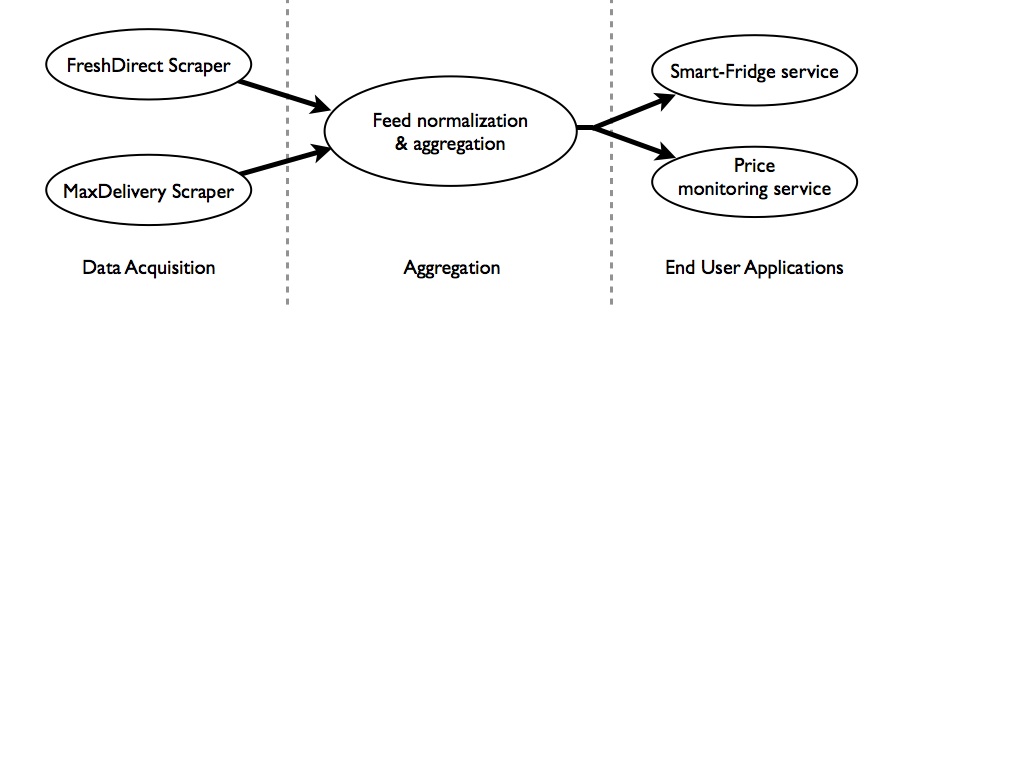 FreshDirect Scraper
MaxDelivery Scraper
Data Acquisition
Feed normalization
& aggregation
Aggregation
Smart-Fridge service
Price
monitoring service
End User Applications